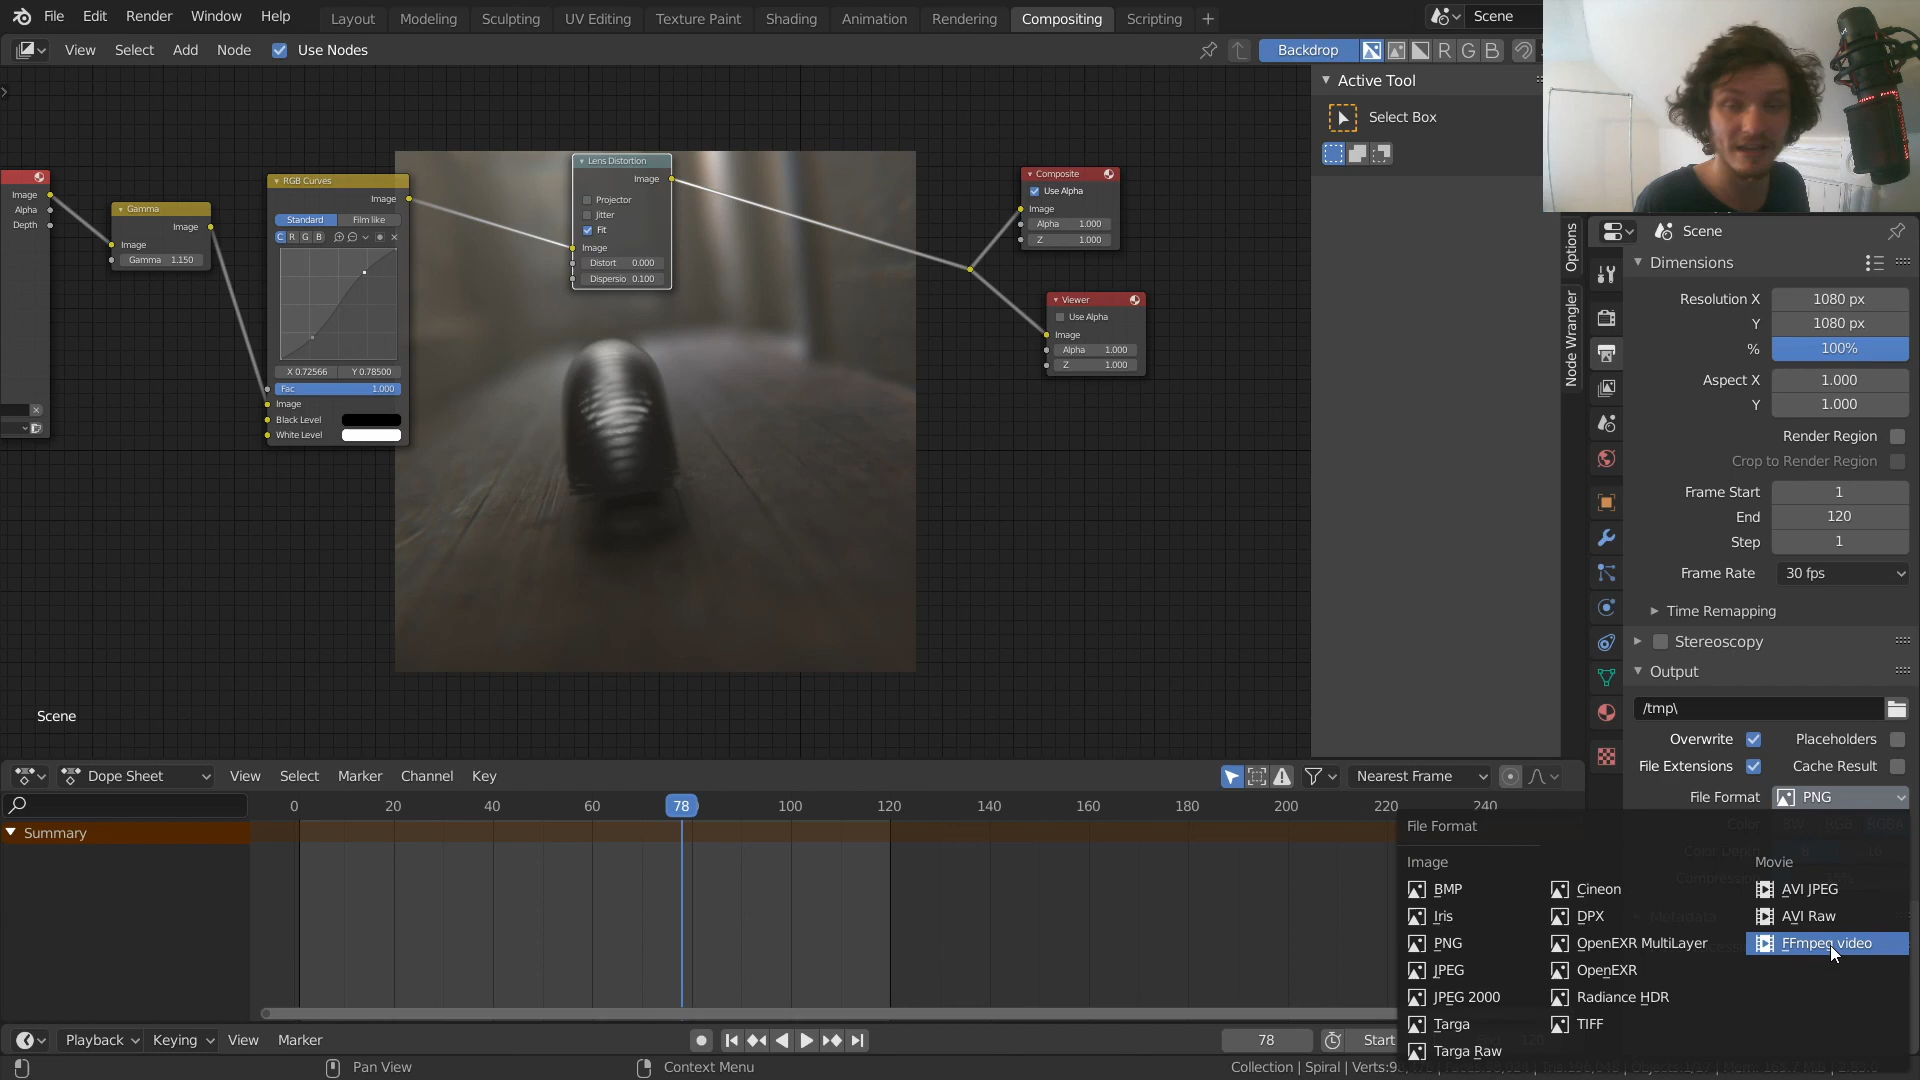 File Edit Render Window Help Layout Modeling Sculpting UV Editing Texture Paint Shading Animation Rendering Compositing Scripting + Scene
View Select Add Node Use Nodes Backdrop R G B
Active Tool
Select Box
Options
Node Wrangler
Image
Alpha
Depth
Gamma
Image
Image
Gamma 1.150
RGB Curves
Image
Standard Film like
C R G B
X 0.72566 Y 0.78500
Fac 1.000
Image
Black Level
White Level
Lens Distortion
Image
Projector
Jitter
Fit
Image
Distort 0.000
Dispersio 0.100
Composite
Use Alpha
Image
Alpha 1.000
Z 1.000
Viewer
Use Alpha
Image
Alpha 1.000
Z 1.000
Scene
Scene
Dimensions
Resolution X 1080 px
Y 1080 px
% 100%
Aspect X 1.000
Y 1.000
Render Region
Crop to Render Region
Frame Start 1
End 120
Step 1
Frame Rate 30 fps
Time Remapping
Stereoscopy
Output
/tmp\
Overwrite Placeholders
File Extensions Cache Result
File Format PNG
Color BW RGB RGBA
Color Depth 8 16
Compression
Metadata
File Format
Image Movie
BMP Cineon AVI JPEG
Iris DPX AVI Raw
PNG OpenEXR MultiLayer FFmpeg video
JPEG OpenEXR
JPEG 2000 Radiance HDR
Targa TIFF
Targa Raw
Dope Sheet View Select Marker Channel Key Nearest Frame
0 20 40 60 78 100 120 140 160 180 200 220 240
Summary
Playback Keying View Marker 78 Start
Pan View Context Menu Collection | Spiral | Verts: